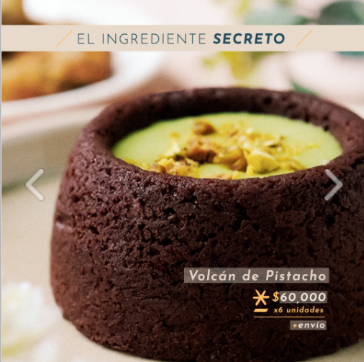 EL INGREDIENTE SECRETO
Volcán de Pistacho
$60,000
x6 unidades
+envío